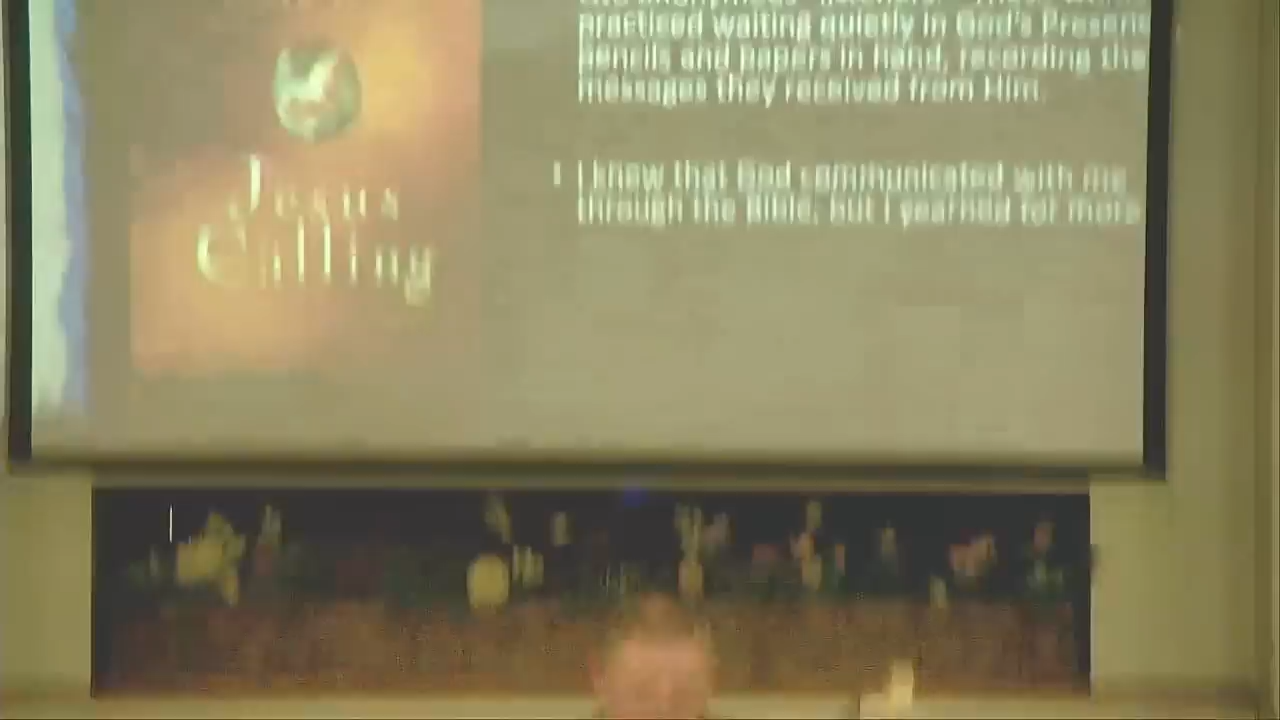 Jesus
Calling
practiced waiting quietly in God's
pencils and papers in hand, recording the
messages they received from Him.
I knew that God communicated with me
through the Bible, but I yearned for more